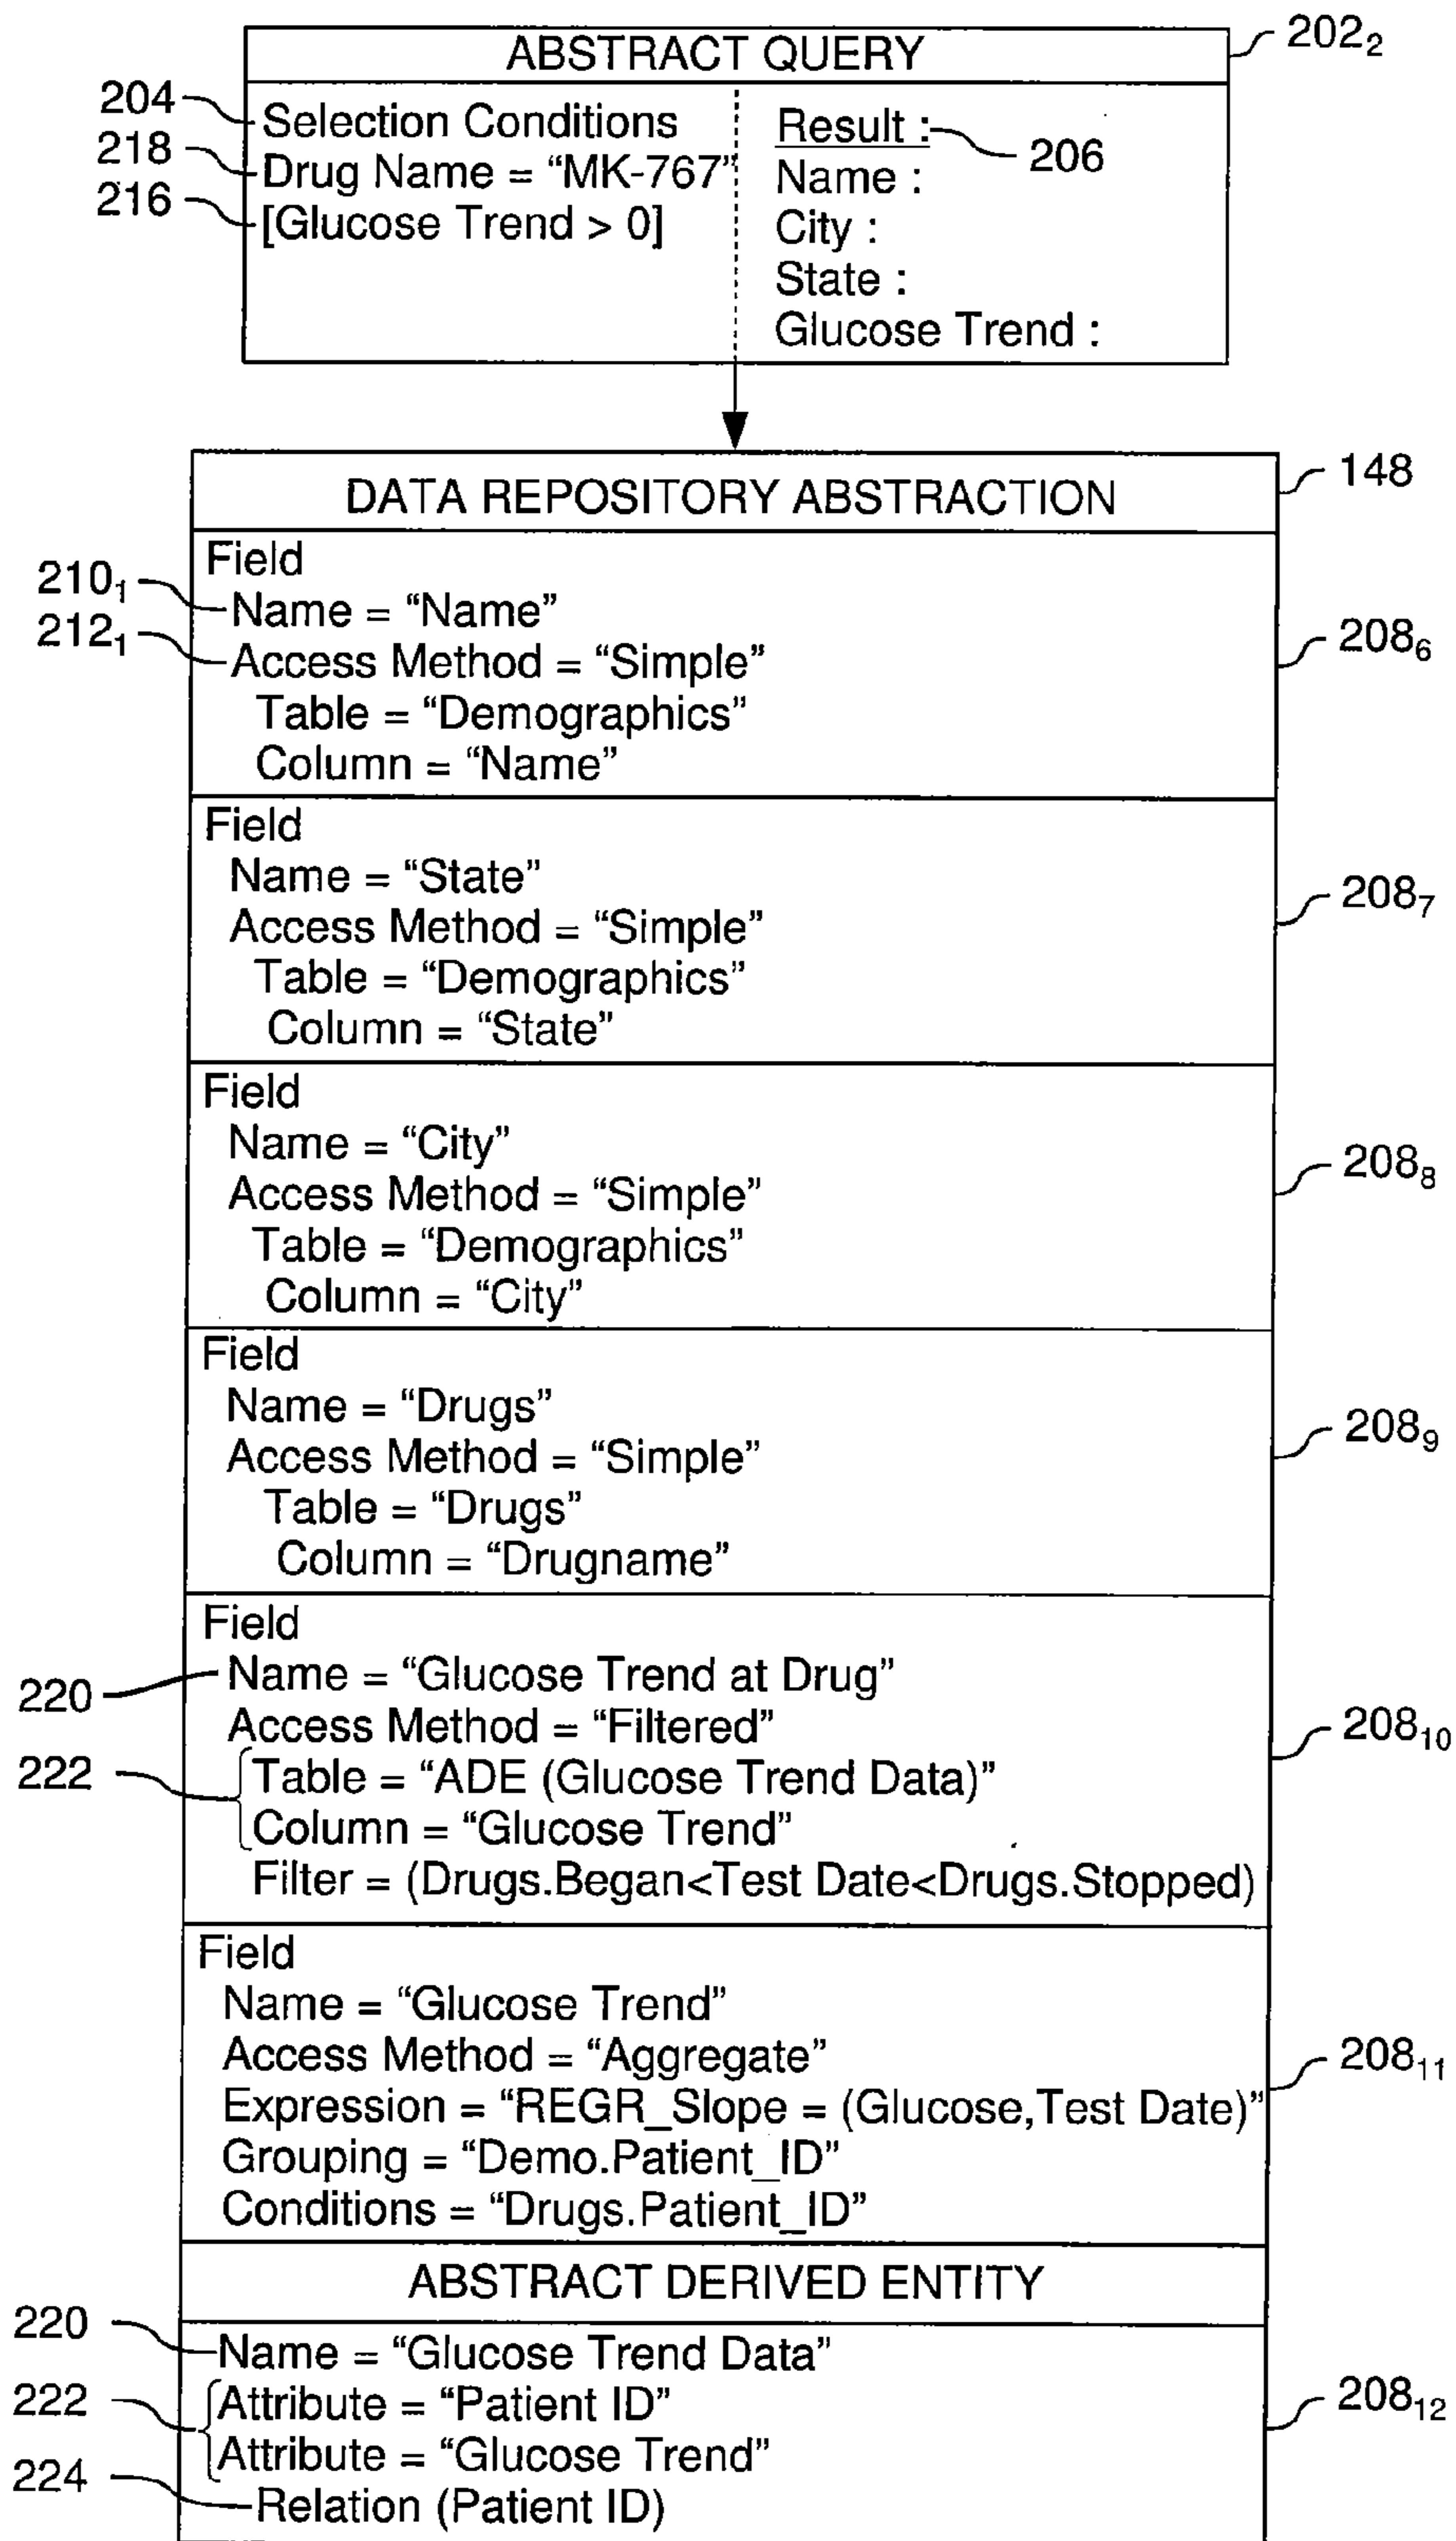 ABSTRACT QUERY
202₂
204
Selection Conditions
218
Drug Name = “MK-767”
216
[Glucose Trend > 0]
Result :
206
Name :
City :
State :
Glucose Trend :
DATA REPOSITORY ABSTRACTION
148
Field
210₁
Name = “Name”
212₁
Access Method = “Simple”
208₆
Table = “Demographics”
Column = “Name”
Field
Name = “State”
208₇
Access Method = “Simple”
Table = “Demographics”
Column = “State”
Field
Name = “City”
208₈
Access Method = “Simple”
Table = “Demographics”
Column = “City”
Field
Name = “Drugs”
208₉
Access Method = “Simple”
Table = “Drugs”
Column = “Drugname”
Field
220
Name = “Glucose Trend at Drug”
Access Method = “Filtered”
208₁₀
222
Table = “ADE (Glucose Trend Data)”
Column = “Glucose Trend”
Filter = (Drugs.Began<Test Date<Drugs.Stopped)
Field
Name = “Glucose Trend”
Access Method = “Aggregate”
208₁₁
Expression = “REGR_Slope = (Glucose,Test Date)”
Grouping = “Demo.Patient_ID”
Conditions = “Drugs.Patient_ID”
ABSTRACT DERIVED ENTITY
220
Name = “Glucose Trend Data”
222
Attribute = “Patient ID”
208₁₂
Attribute = “Glucose Trend”
224
Relation (Patient ID)